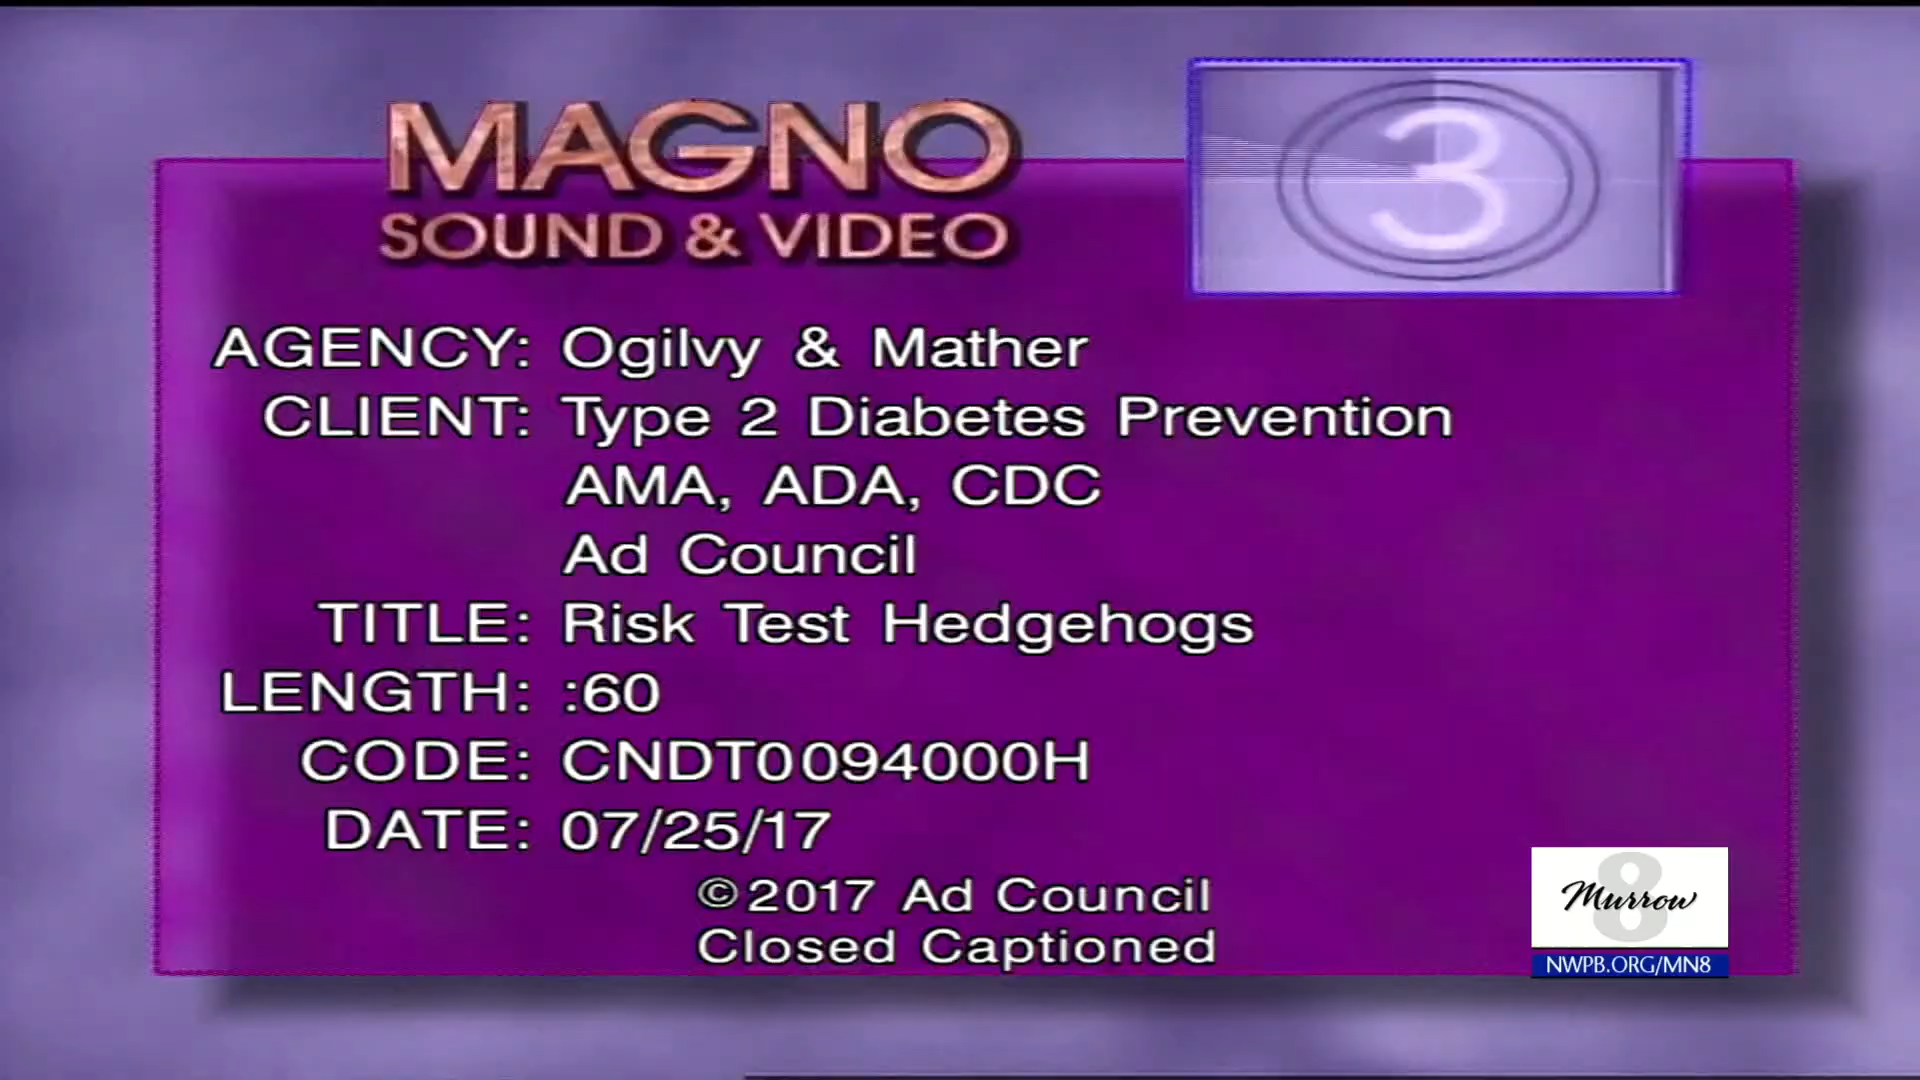 MAGNO
SOUND & VIDEO
3
AGENCY: Ogilvy & Mather
CLIENT: Type 2 Diabetes Prevention
AMA, ADA, CDC
Ad Council
TITLE: Risk Test Hedgehogs
LENGTH: :60
CODE: CNDT0094000H
DATE: 07/25/17
©2017 Ad Council
Closed Captioned
8
Murrow
NWPB.ORG/MN8